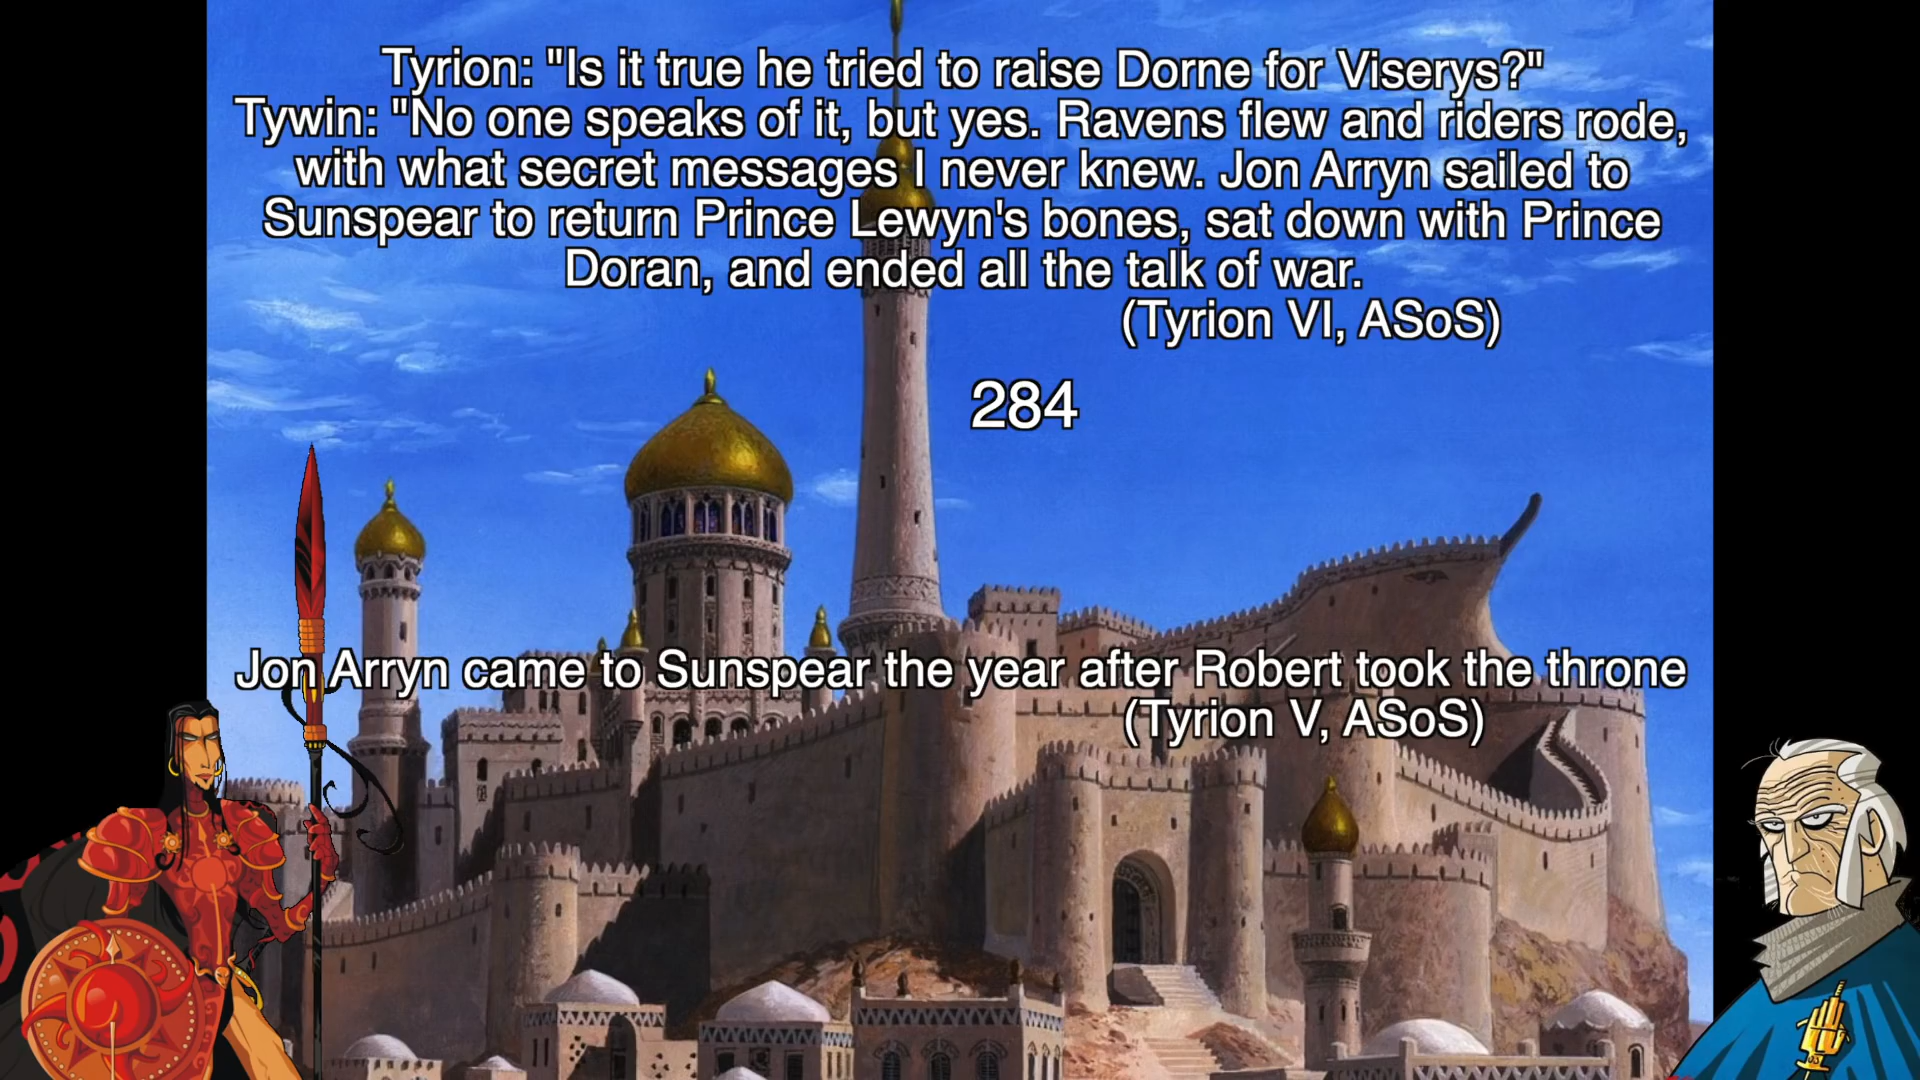 Tyrion: "Is it true he tried to raise Dorne for Viserys?"
Tywin: "No one speaks of it, but yes. Ravens flew and riders rode,
with what secret messages I never knew. Jon Arryn sailed to
Sunspear to return Prince Lewyn's bones, sat down with Prince
Doran, and ended all the talk of war.
(Tyrion VI, ASoS)
284
Jon Arryn came to Sunspear the year after Robert took the throne
(Tyrion V, ASoS)